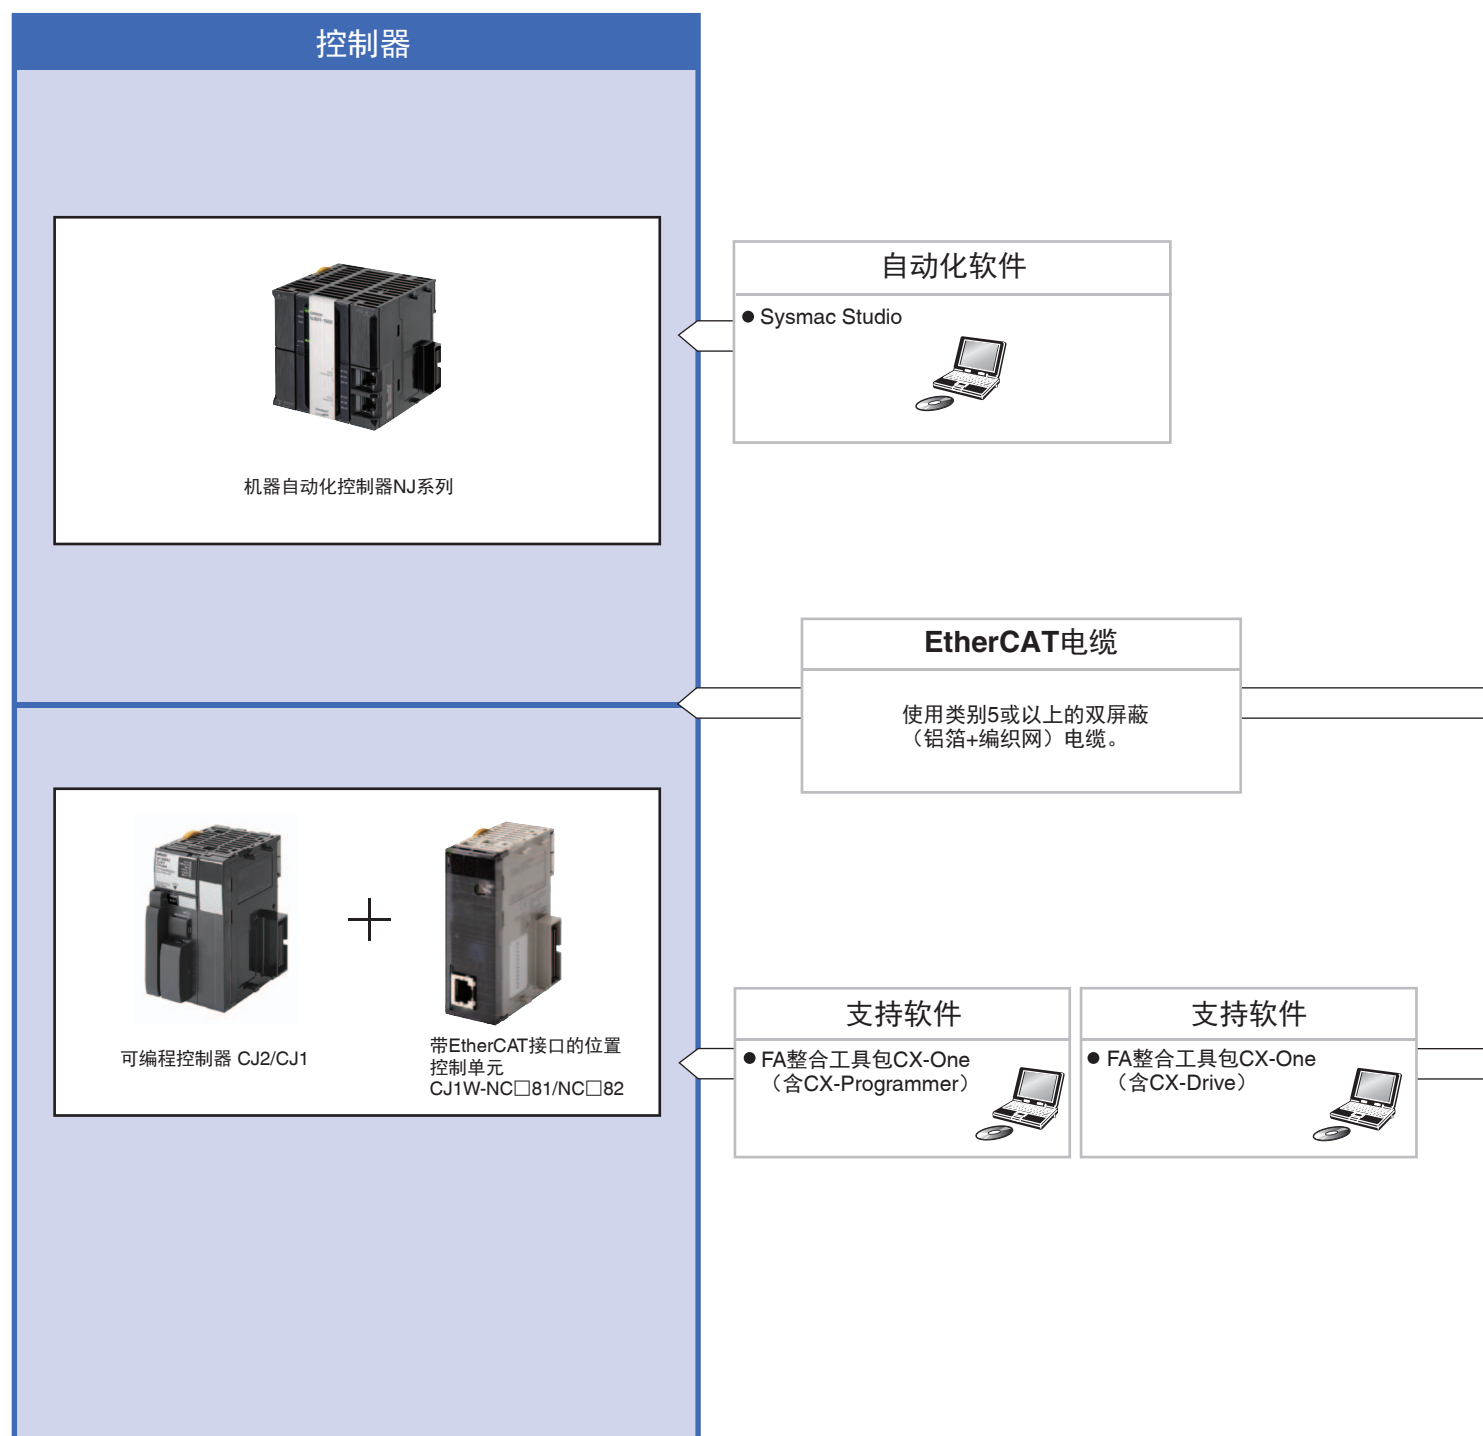 控制器
机器自动化控制器NJ系列
自动化软件
● Sysmac Studio
EtherCAT电缆
使用类别5或以上的双屏蔽
（铝箔+编织网）电缆。
可编程控制器 CJ2/CJ1
带EtherCAT接口的位置
控制单元
CJ1W-NC□81/NC□82
支持软件
● FA整合工具包CX-One
（含CX-Programmer）
支持软件
● FA整合工具包CX-One
（含CX-Drive）